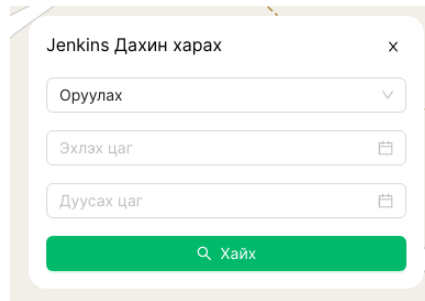 Jenkins Дахин харах
x
Оруулах
Эхлэх цаг
Дуусах цаг
Хайх